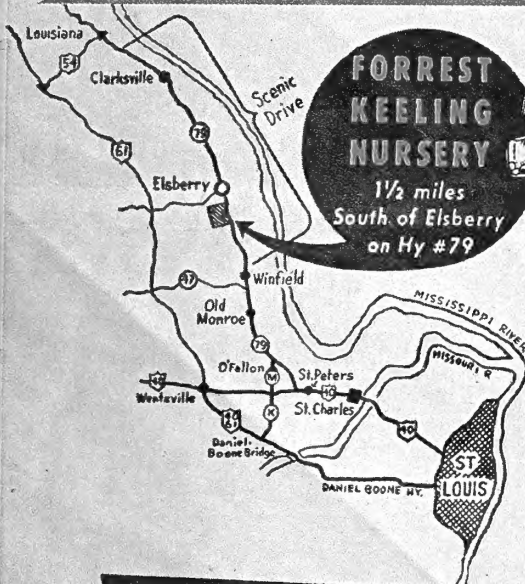 Louisiana
54
Clarksville
Scenic
Drive
FORREST
KEELING
NURSERY
1½ miles
South of Elsberry
on Hy #79
61
79
Elsberry
47
Winfield
Old
Monroe
79
MISSISSIPPI RIVER
MISSOURI R.
O'Fallon
M
St. Peters
40
40
Wentzville
St. Charles
K
40
61
40
Daniel-
Boone Bridge
DANIEL BOONE HY.
ST.
LOUIS